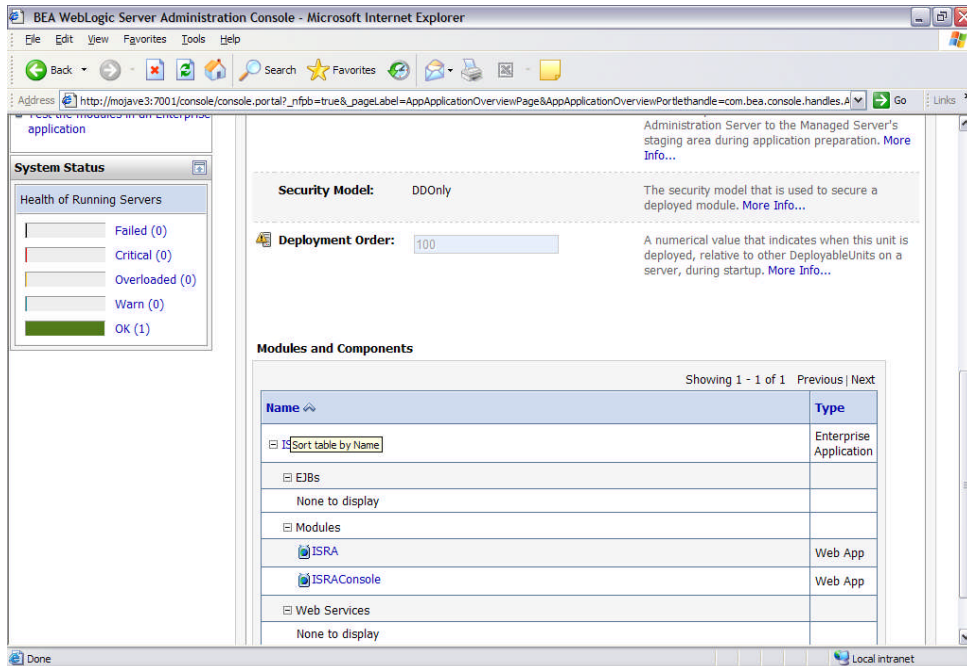 BEA WebLogic Server Administration Console - Microsoft Internet Explorer
File Edit View Favorites Tools Help
Back Search Favorites
Address http://mojave3:7001/console/console.portal?_nfpb=true&_pageLabel=AppApplicationOverviewPage&AppApplicationOverviewPortlethandle=com.bea.console.handles.A Go Links
Test the modules in an Enterprise
application
System Status
Health of Running Servers
Failed (0)
Critical (0)
Overloaded (0)
Warn (0)
OK (1)
Administration Server to the Managed Server's
staging area during application preparation. More
Info...
Security Model: DDOnly The security model that is used to secure a
deployed module. More Info...
Deployment Order: 100 A numerical value that indicates when this unit is
deployed, relative to other DeployableUnits on a
server, during startup. More Info...
Modules and Components
Showing 1 - 1 of 1 Previous | Next
Name Type
IS Sort table by Name Enterprise
Application
EJBs
None to display
Modules
ISRA Web App
ISRAConsole Web App
Web Services
None to display
Done Local intranet